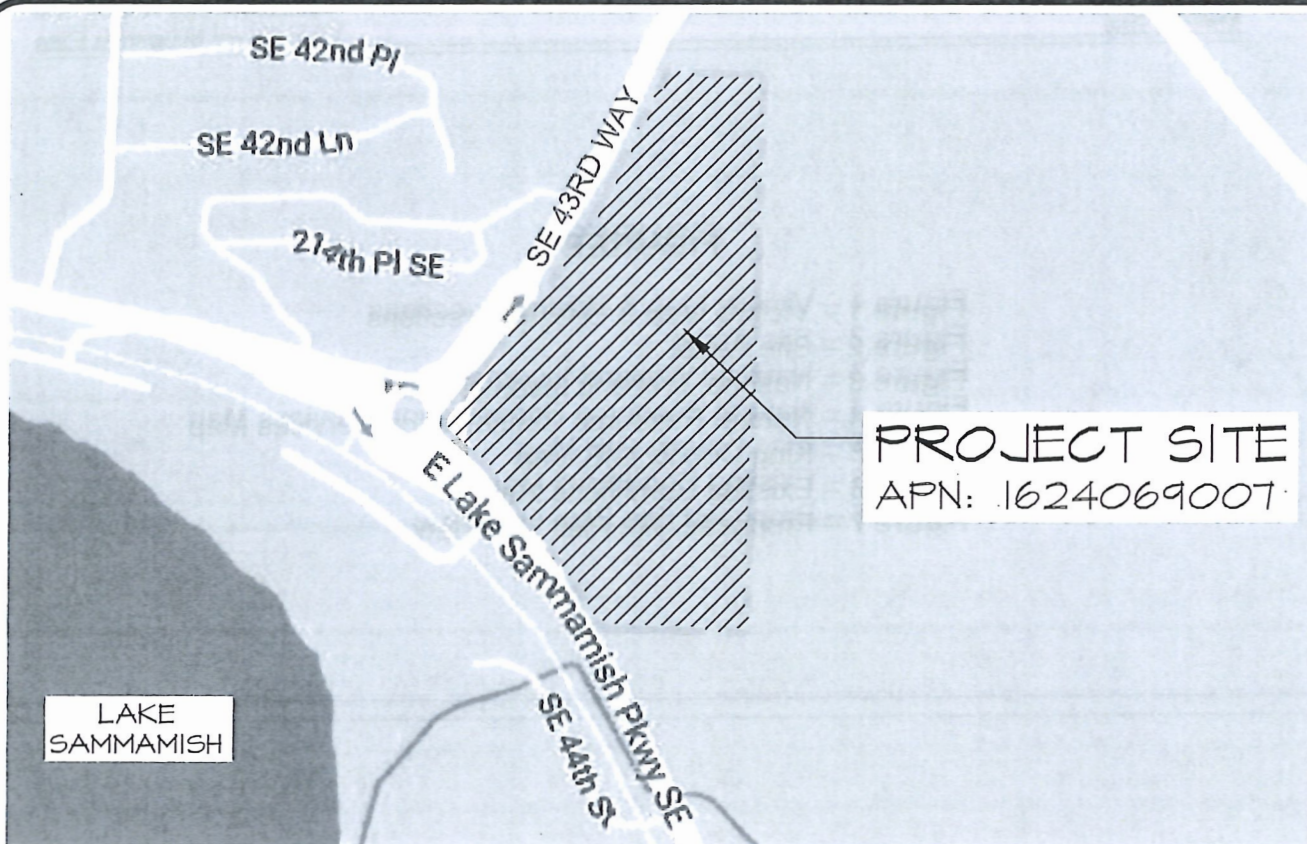 SE 42nd Pl
SE 42nd Ln
SE 43RD WAY
214th Pl SE
PROJECT SITE
APN: 1624069007
E Lake Sammamish Pkwy SE
LAKE
SAMMAMISH
SE 44th St